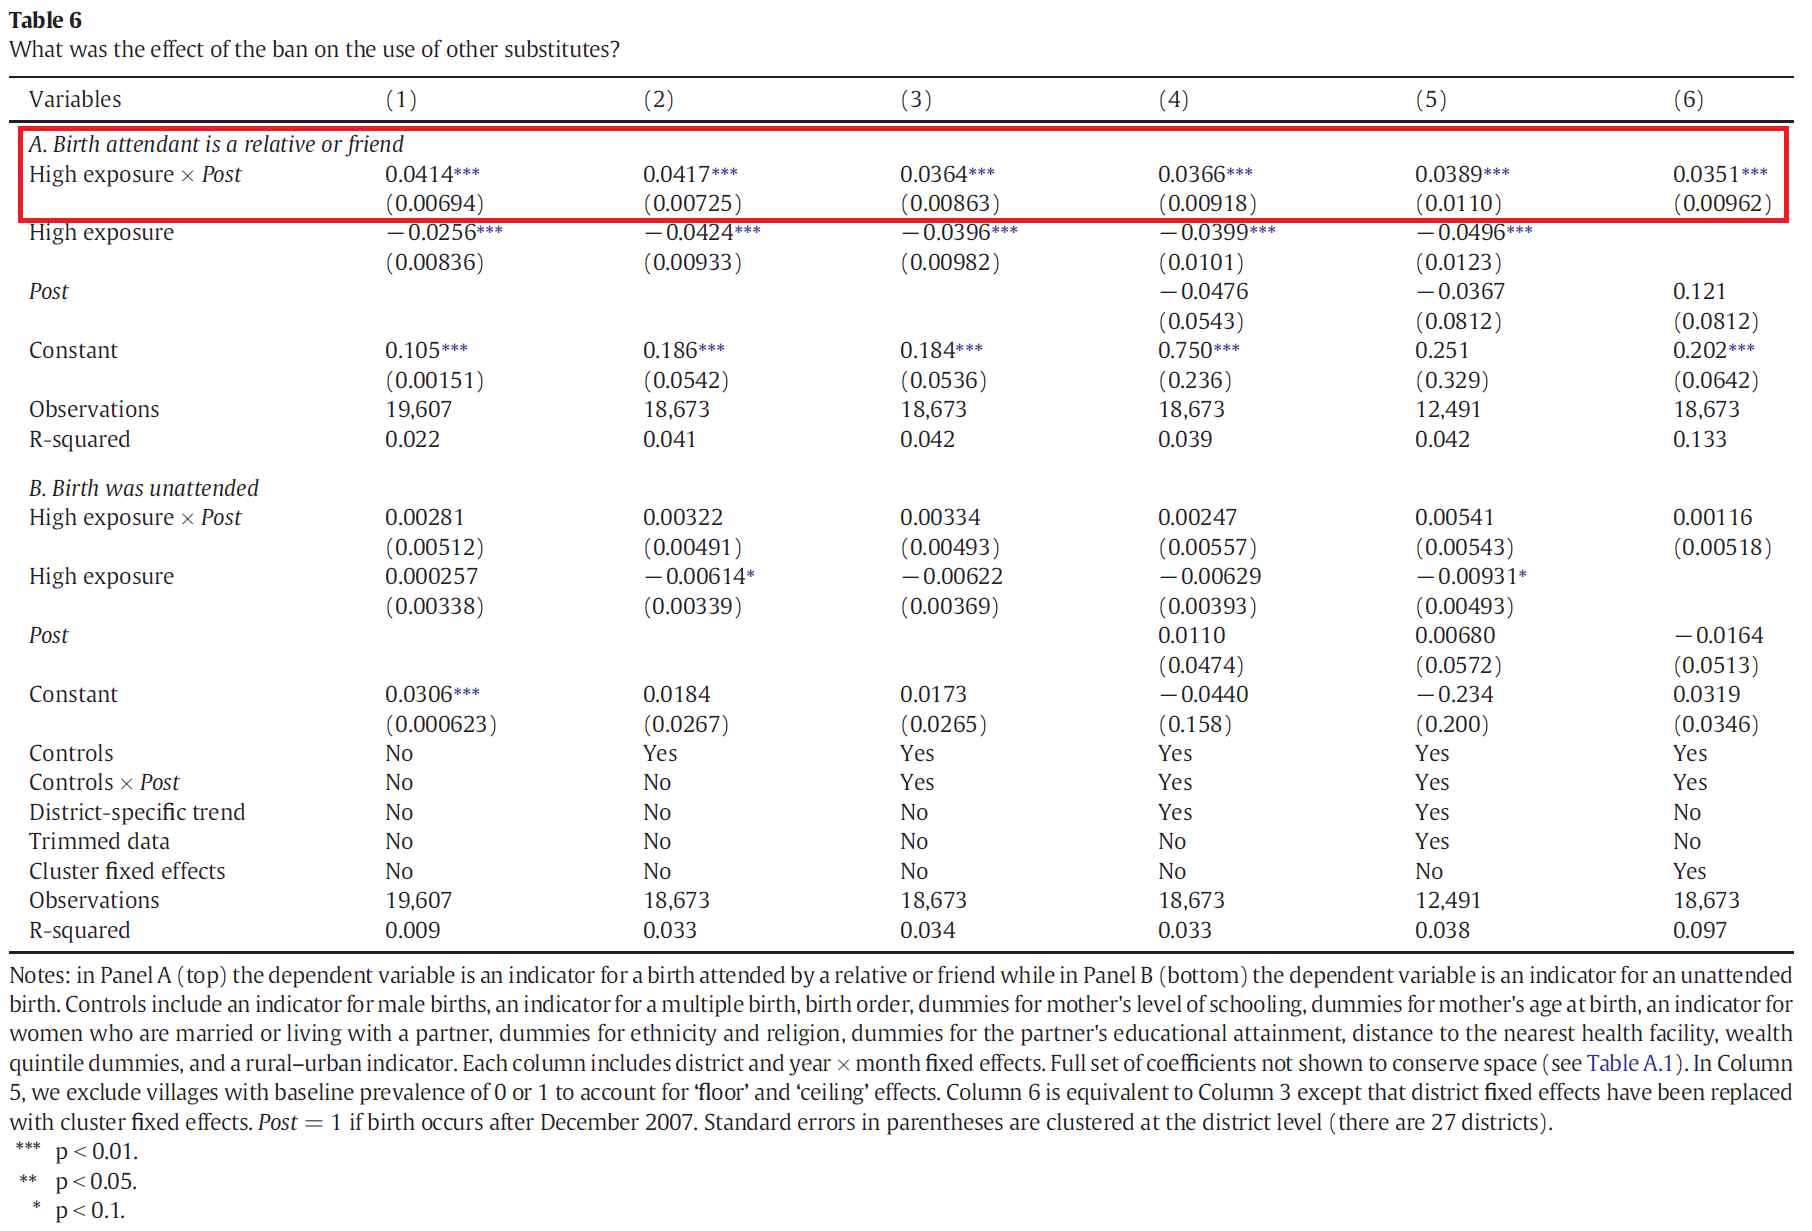 Table 6
What was the effect of the ban on the use of other substitutes?
Variables (1) (2) (3) (4) (5) (6)
A. Birth attendant is a relative or friend
High exposure × Post 0.0414*** 0.0417*** 0.0364*** 0.0366*** 0.0389*** 0.0351***
(0.00694) (0.00725) (0.00863) (0.00918) (0.0110) (0.00962)
High exposure −0.0256*** −0.0424*** −0.0396*** −0.0399*** −0.0496***
(0.00836) (0.00933) (0.00982) (0.0101) (0.0123)
Post −0.0476 −0.0367 0.121
(0.0543) (0.0812) (0.0812)
Constant 0.105*** 0.186*** 0.184*** 0.750*** 0.251 0.202***
(0.00151) (0.0542) (0.0536) (0.236) (0.329) (0.0642)
Observations 19,607 18,673 18,673 18,673 12,491 18,673
R-squared 0.022 0.041 0.042 0.039 0.042 0.133
B. Birth was unattended
High exposure × Post 0.00281 0.00322 0.00334 0.00247 0.00541 0.00116
(0.00512) (0.00491) (0.00493) (0.00557) (0.00543) (0.00518)
High exposure 0.000257 −0.00614* −0.00622 −0.00629 −0.00931*
(0.00338) (0.00339) (0.00369) (0.00393) (0.00493)
Post 0.0110 0.00680 −0.0164
(0.0474) (0.0572) (0.0513)
Constant 0.0306*** 0.0184 0.0173 −0.0440 −0.234 0.0319
(0.000623) (0.0267) (0.0265) (0.158) (0.200) (0.0346)
Controls No Yes Yes Yes Yes Yes
Controls × Post No No Yes Yes Yes Yes
District-specific trend No No No Yes Yes No
Trimmed data No No No No Yes No
Cluster fixed effects No No No No No Yes
Observations 19,607 18,673 18,673 18,673 12,491 18,673
R-squared 0.009 0.033 0.034 0.033 0.038 0.097
Notes: in Panel A (top) the dependent variable is an indicator for a birth attended by a relative or friend while in Panel B (bottom) the dependent variable is an indicator for an unattended
birth. Controls include an indicator for male births, an indicator for a multiple birth, birth order, dummies for mother's level of schooling, dummies for mother's age at birth, an indicator for
women who are married or living with a partner, dummies for ethnicity and religion, dummies for the partner's educational attainment, distance to the nearest health facility, wealth
quintile dummies, and a rural–urban indicator. Each column includes district and year × month fixed effects. Full set of coefficients not shown to conserve space (see Table A.1). In Column
5, we exclude villages with baseline prevalence of 0 or 1 to account for ‘floor’ and ‘ceiling’ effects. Column 6 is equivalent to Column 3 except that district fixed effects have been replaced
with cluster fixed effects. Post = 1 if birth occurs after December 2007. Standard errors in parentheses are clustered at the district level (there are 27 districts).
*** p < 0.01.
** p < 0.05.
* p < 0.1.